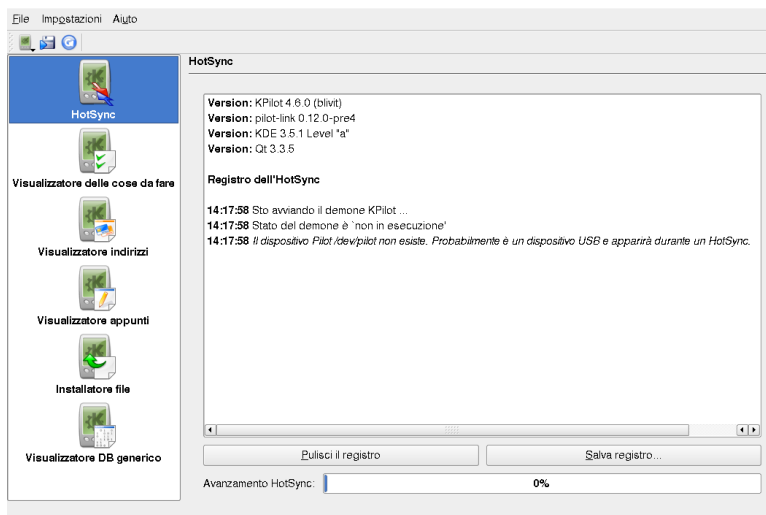 File Impostazioni Aiuto
HotSync
HotSync
Visualizzatore delle cose da fare
Visualizzatore indirizzi
Visualizzatore appunti
Installatore file
Visualizzatore DB generico
Version: KPilot 4.6.0 (blivit)
Version: pilot-link 0.12.0-pre4
Version: KDE 3.5.1 Level "a"
Version: Qt 3.3.5
Registro dell'HotSync
14:17:58 Sto avviando il demone KPilot ...
14:17:58 Stato del demone è `non in esecuzione'
14:17:58 Il dispositivo Pilot /dev/pilot non esiste. Probabilmente è un dispositivo USB e apparirà durante un HotSync.
Pulisci il registro
Salva registro...
Avanzamento HotSync: 0%